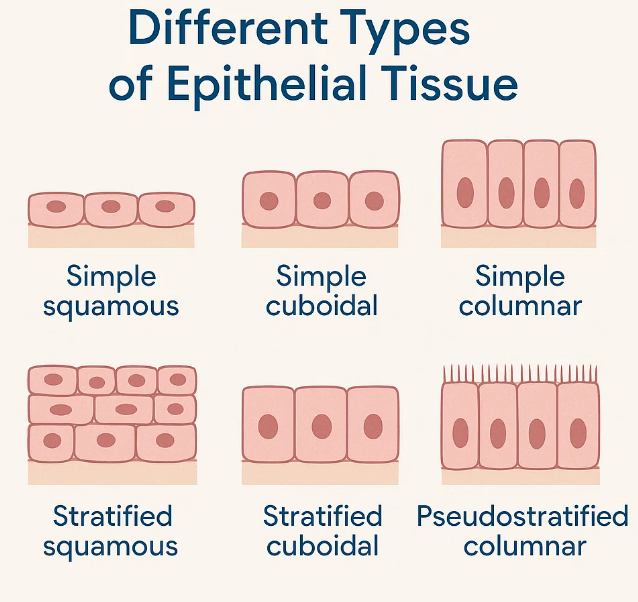 Different Types
of Epithelial Tissue
Simple
squamous
Simple
cuboidal
Simple
columnar
Stratified
squamous
Stratified
cuboidal
Pseudostratified
columnar